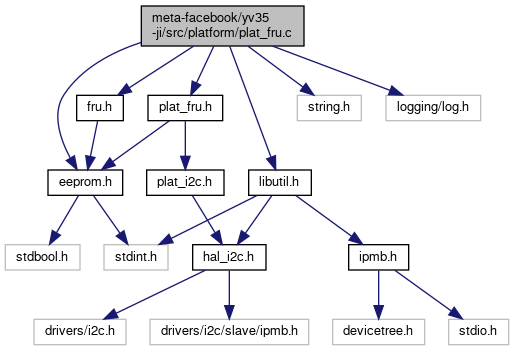 meta-facebook/yv35
-ji/src/platform/plat_fru.c
fru.h
plat_fru.h
string.h
logging/log.h
eeprom.h
plat_i2c.h
libutil.h
stdbool.h
stdint.h
hal_i2c.h
ipmb.h
drivers/i2c.h
drivers/i2c/slave/ipmb.h
devicetree.h
stdio.h